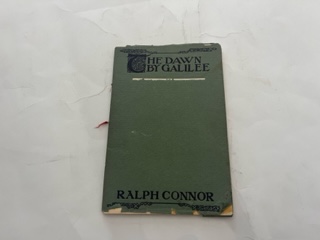 THE DAWN
BY GALILEE
RALPH CONNOR